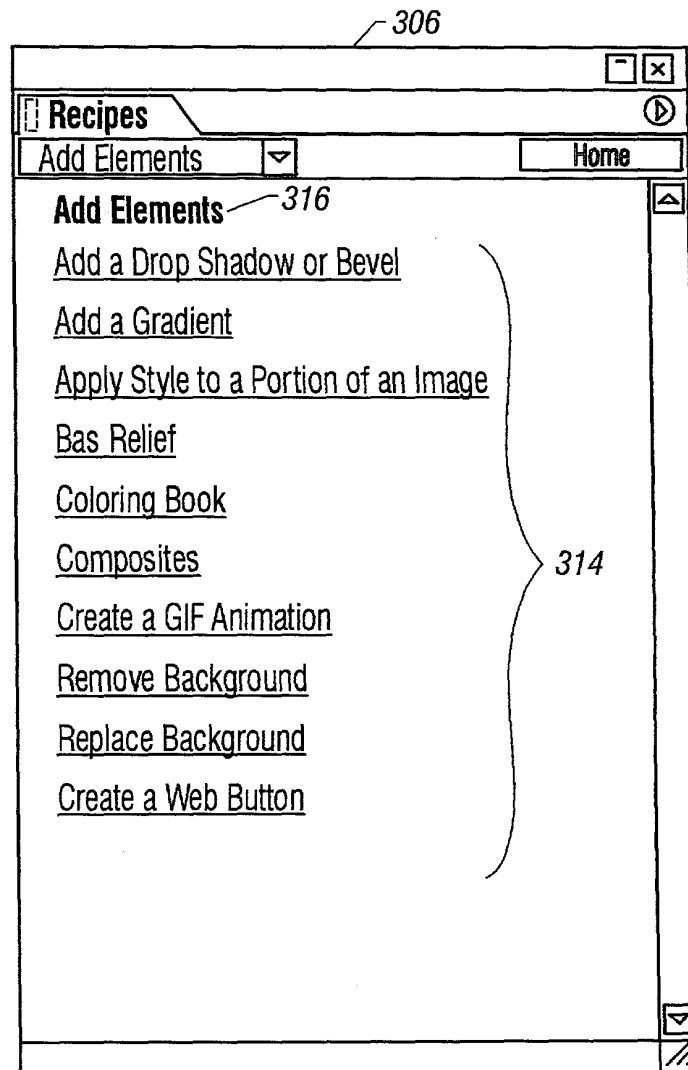 306
Recipes
Add Elements Home
Add Elements 316
Add a Drop Shadow or Bevel
Add a Gradient
Apply Style to a Portion of an Image
Bas Relief
Coloring Book
Composites
314
Create a GIF Animation
Remove Background
Replace Background
Create a Web Button